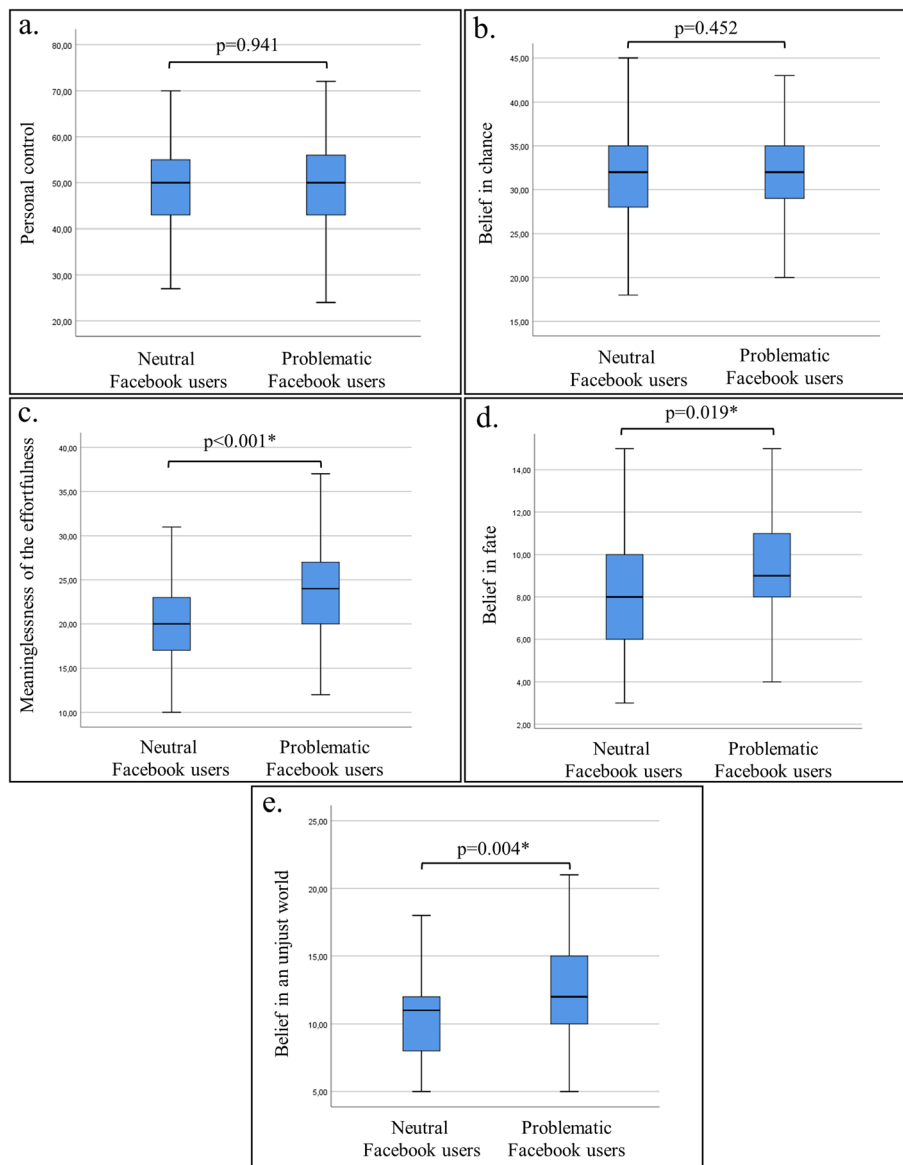 a.
p=0.941
80,00
70,00
60,00
50,00
40,00
30,00
20,00
Personal control
Neutral
Facebook users
Problematic
Facebook users
b.
p=0.452
45,00
40,00
35,00
30,00
25,00
20,00
15,00
Belief in chance
Neutral
Facebook users
Problematic
Facebook users
c.
p<0.001*
40,00
35,00
30,00
25,00
20,00
15,00
10,00
Meaninglessness of the effortfulness
Neutral
Facebook users
Problematic
Facebook users
d.
p=0.019*
14,00
12,00
10,00
8,00
6,00
4,00
2,00
Belief in fate
Neutral
Facebook users
Problematic
Facebook users
e.
p=0.004*
25,00
20,00
15,00
10,00
5,00
Belief in an unjust world
Neutral
Facebook users
Problematic
Facebook users